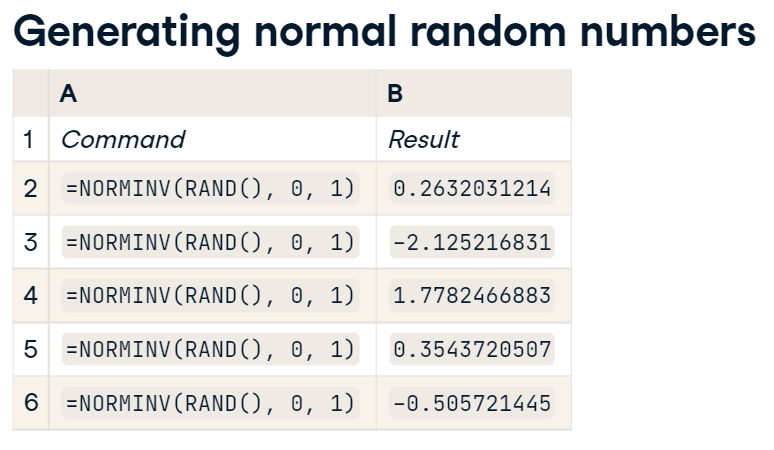 Generating normal random numbers
A B
1 Command Result
2 =NORMINV(RAND(), 0, 1) 0.2632031214
3 =NORMINV(RAND(), 0, 1) -2.125216831
4 =NORMINV(RAND(), 0, 1) 1.7782466883
5 =NORMINV(RAND(), 0, 1) 0.3543720507
6 =NORMINV(RAND(), 0, 1) -0.505721445